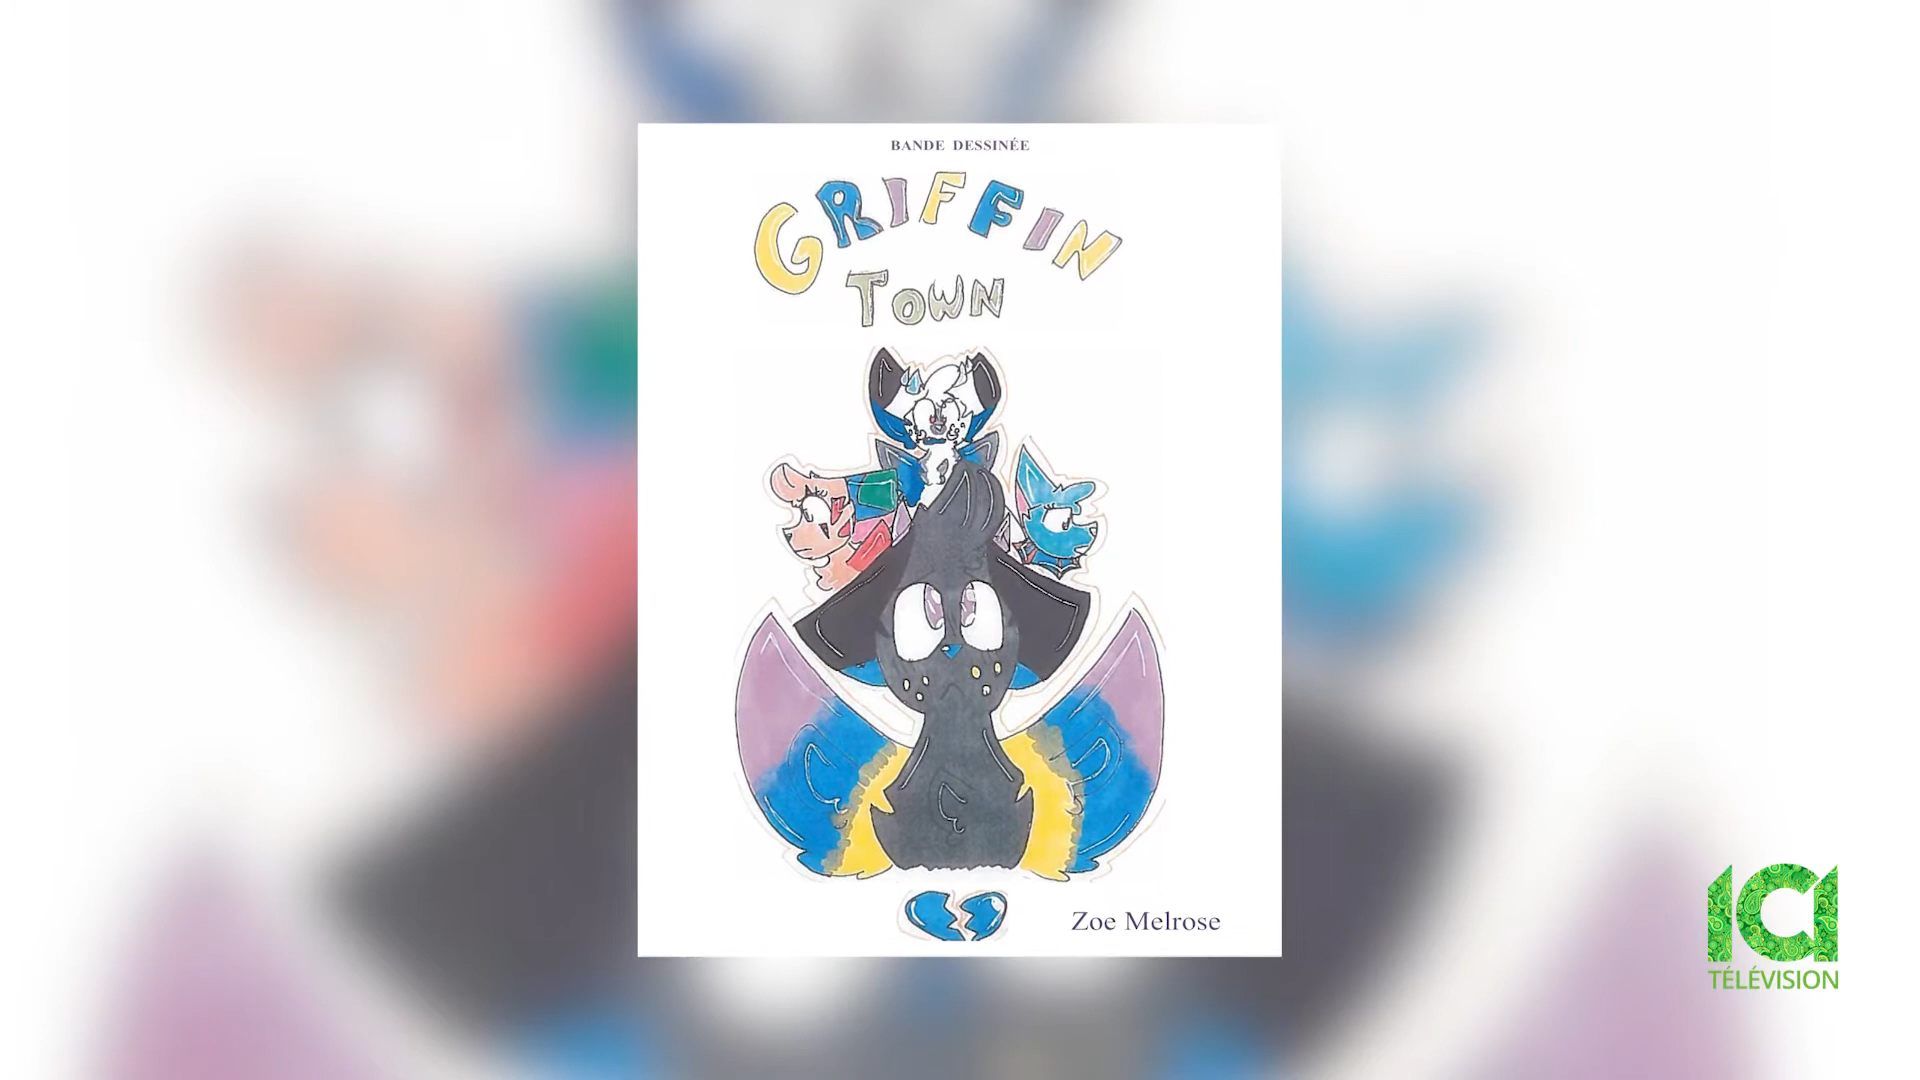 BANDE DESSINÉE
GRIFFIN
TOWN
Zoe Melrose
ICI
TÉLÉVISION